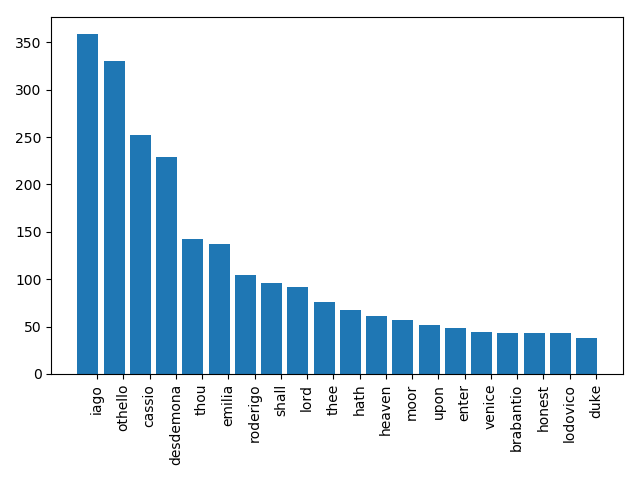 350
300
250
200
150
100
50
0
iago
othello
cassio
desdemona
thou
emilia
roderigo
shall
lord
thee
hath
heaven
moor
upon
enter
venice
brabantio
honest
lodovico
duke